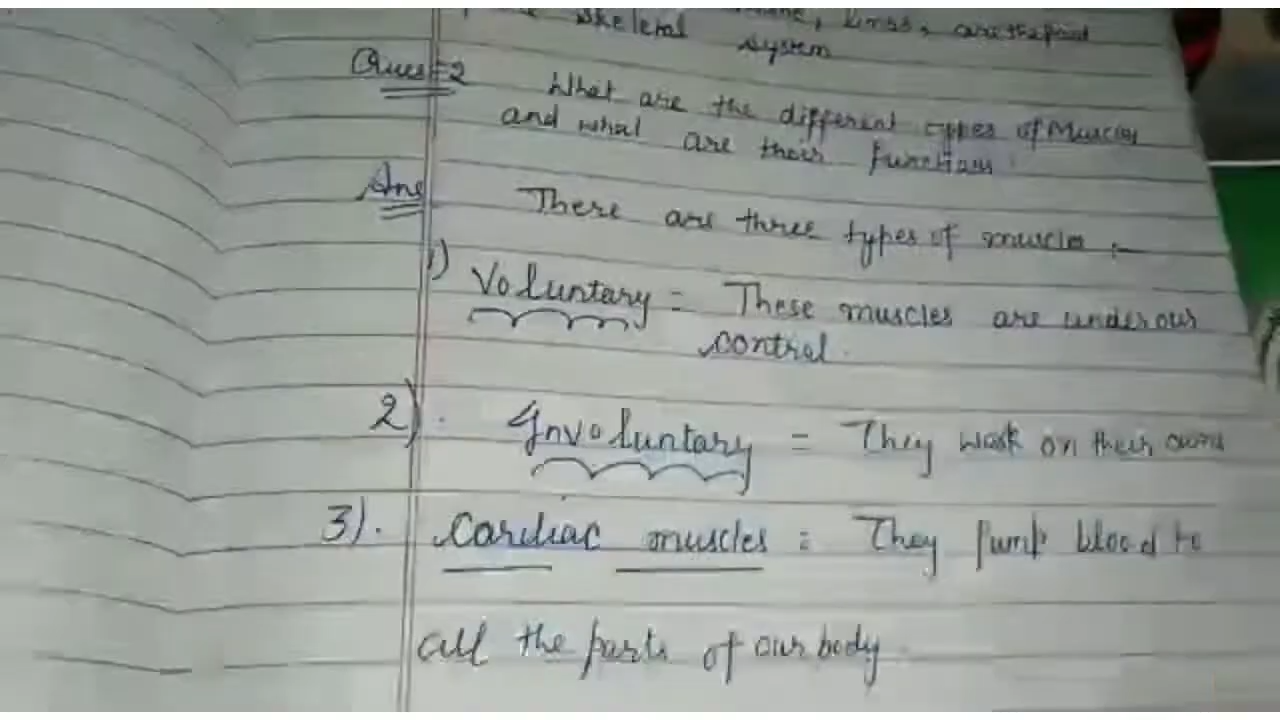 skeletal system
Ques=2 What are the different types of Muscles
and what are their functions.
Ans There are three types of muscles :-
1) Voluntary = These muscles are under our
control.
2). Involuntary = They work on their own
3). Cardiac muscles = They pump blood to
all the parts of our body.